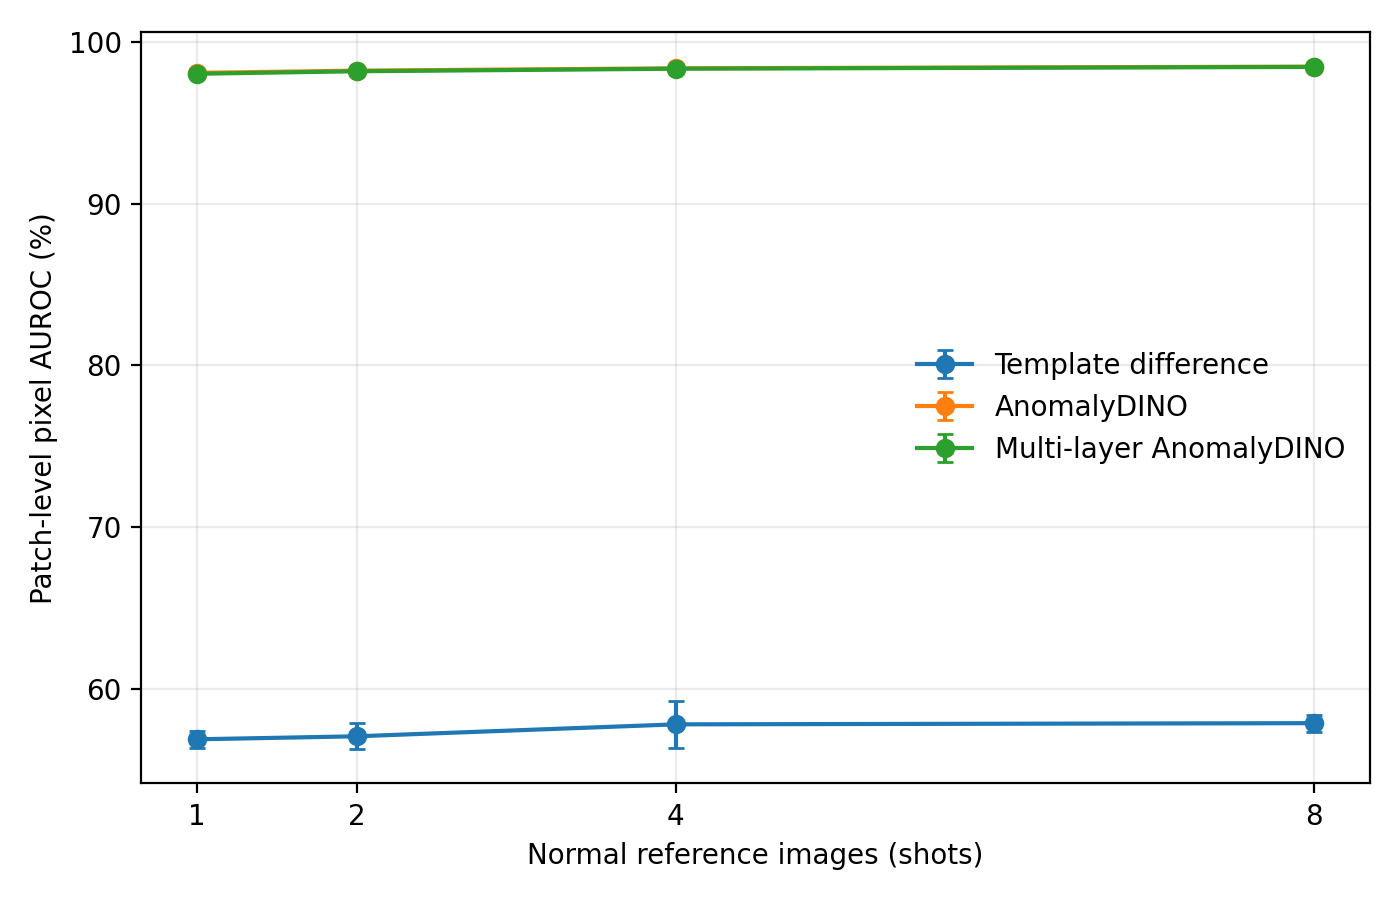 100
90
80
70
60
Patch-level pixel AUROC (%)
Template difference
AnomalyDINO
Multi-layer AnomalyDINO
1 2 4 8
Normal reference images (shots)